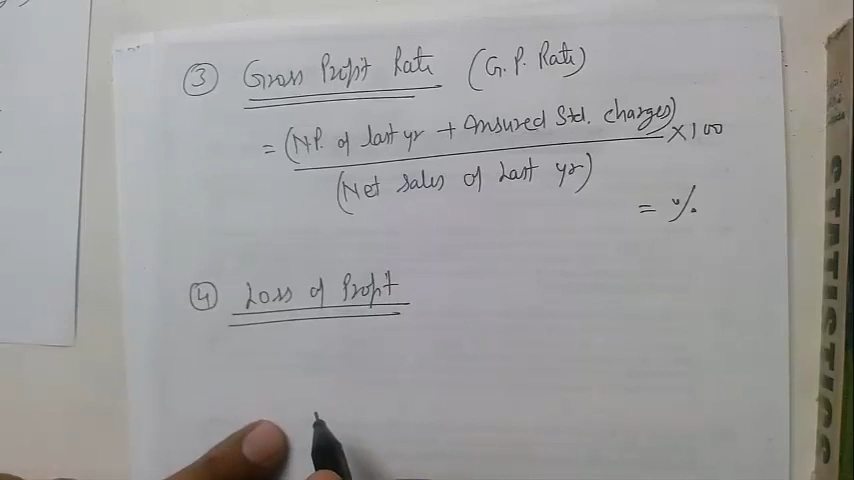 ③ Gross Profit Rate (G.P. Rate)
= (N.P. of last yr + Insured Std. charges) × 100
(Net sales of Last yr)
= %
④ Loss of Profit
STATISTICS